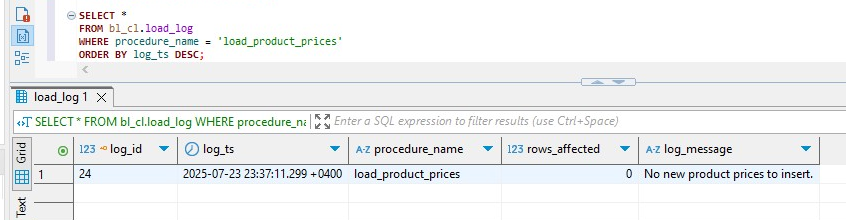 SELECT *
FROM bl_cl.load_log
WHERE procedure_name = 'load_product_prices'
ORDER BY log_ts DESC;
load_log 1
SELECT * FROM bl_cl.load_log WHERE procedure_na Enter a SQL expression to filter results (use Ctrl+Space)
Grid
123 log_id log_ts A-Z procedure_name 123 rows_affected A-Z log_message
1 24 2025-07-23 23:37:11.299 +0400 load_product_prices 0 No new product prices to insert.
Text